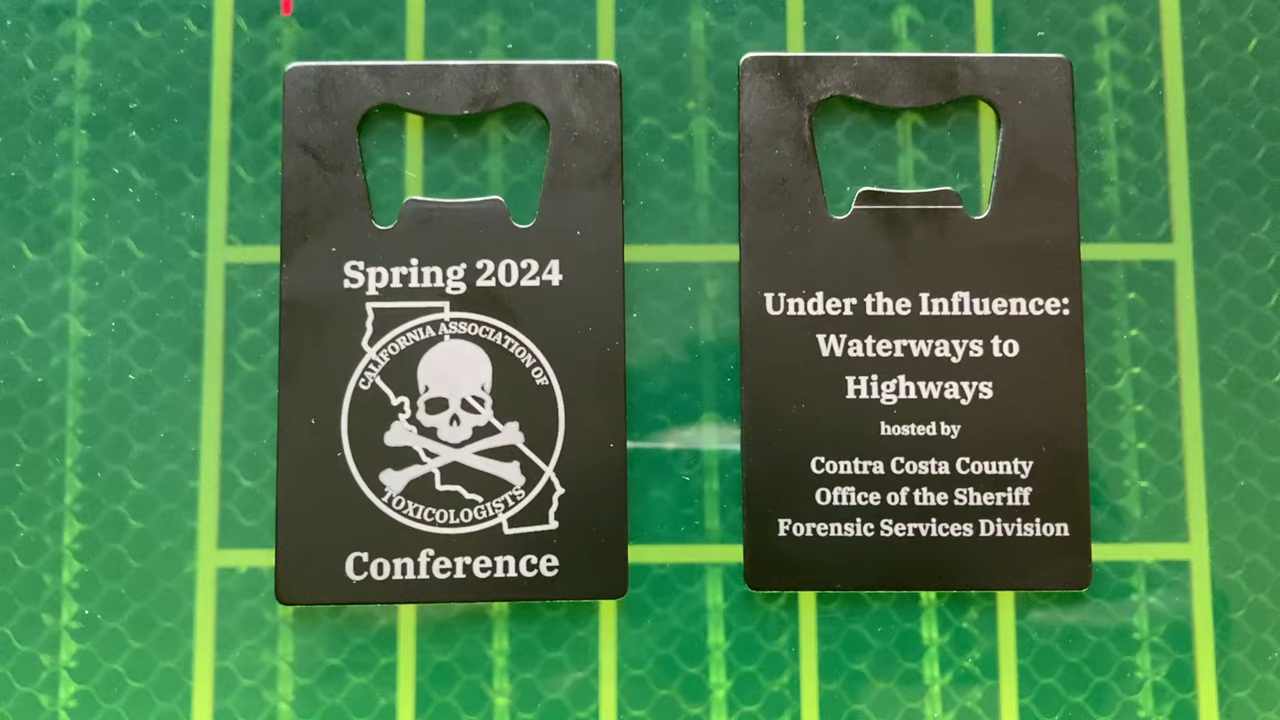 Spring 2024
CALIFORNIA ASSOCIATION OF
TOXICOLOGISTS
Conference
Under the Influence:
Waterways to
Highways
hosted by
Contra Costa County
Office of the Sheriff
Forensic Services Division